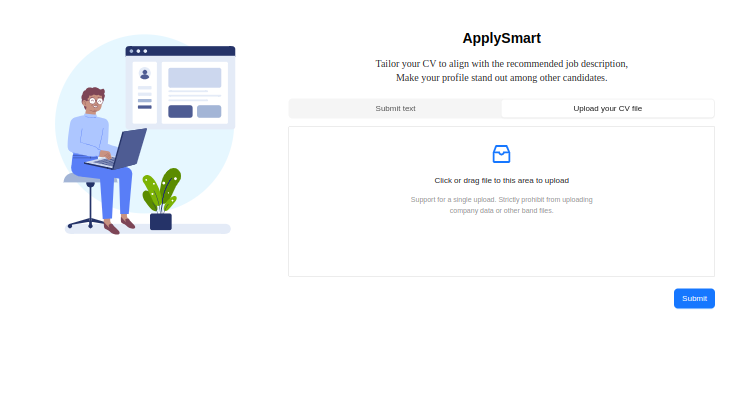 ApplySmart
Tailor your CV to align with the recommended job description,
Make your profile stand out among other candidates.
Submit text
Upload your CV file
Click or drag file to this area to upload
Support for a single upload. Strictly prohibit from uploading
company data or other band files.
Submit